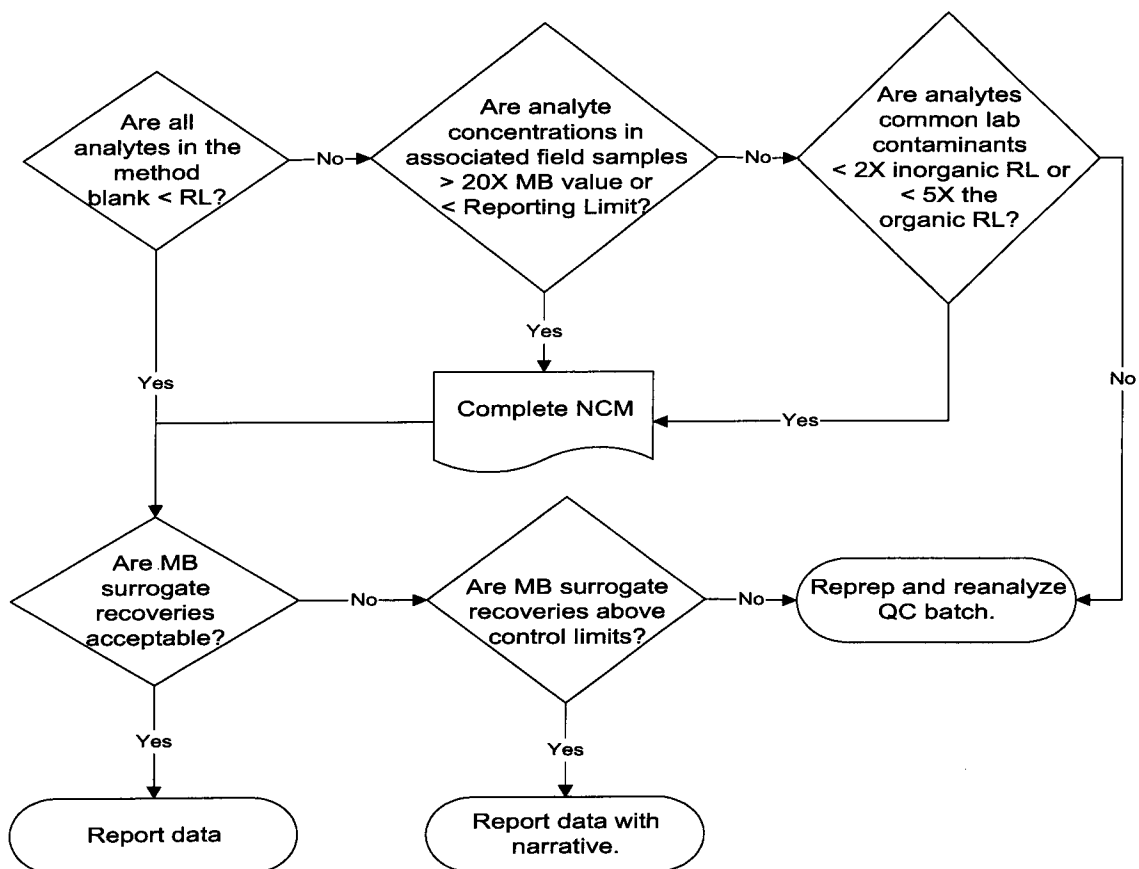 Are all
analytes in the
method
blank < RL?
No
Are analyte
concentrations in
associated field samples
> 20X MB value or
< Reporting Limit?
No
Are analytes
common lab
contaminants
< 2X inorganic RL or
< 5X the
organic RL?
Yes
Yes
No
Complete NCM
Yes
Are MB
surrogate
recoveries
acceptable?
No
Are MB surrogate
recoveries above
control limits?
No
Reprep and reanalyze
QC batch.
Yes
Yes
Report data
Report data with
narrative.